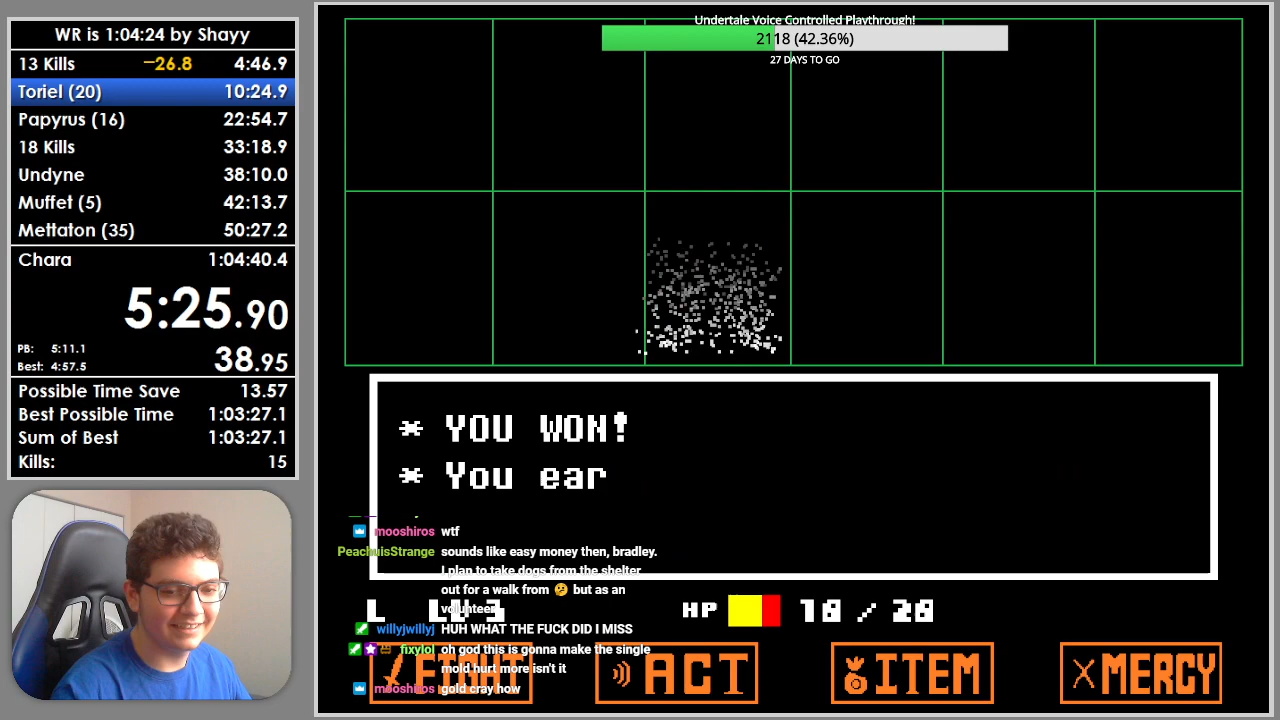 WR is 1:04:24 by Shayy
13 Kills −26.8 4:46.9
Toriel (20) 10:24.9
Papyrus (16) 22:54.7
18 Kills 33:18.9
Undyne 38:10.0
Muffet (5) 42:13.7
Mettaton (35) 50:27.2
Chara 1:04:40.4
5:25.90
PB: 5:11.1
Best: 4:57.5
38.95
Possible Time Save 13.57
Best Possible Time 1:03:27.1
Sum of Best 1:03:27.1
Kills: 15
Undertale Voice Controlled Playthrough!
2118 (42.36%)
27 DAYS TO GO
* YOU WON!
* You ear
mooshiros wtf
PeachuisStrange sounds like easy money then, bradley.
I plan to take dogs from the shelter
out for a walk from 🤔 but as an
volunteer
willyjwillyj HUH WHAT THE FUCK DID I MISS
fixylol oh god this is gonna make the single
mold hurt more isn't it
mooshiros gold cray how
L LV 3 HP 18 / 28
FIGHT ACT ITEM MERCY